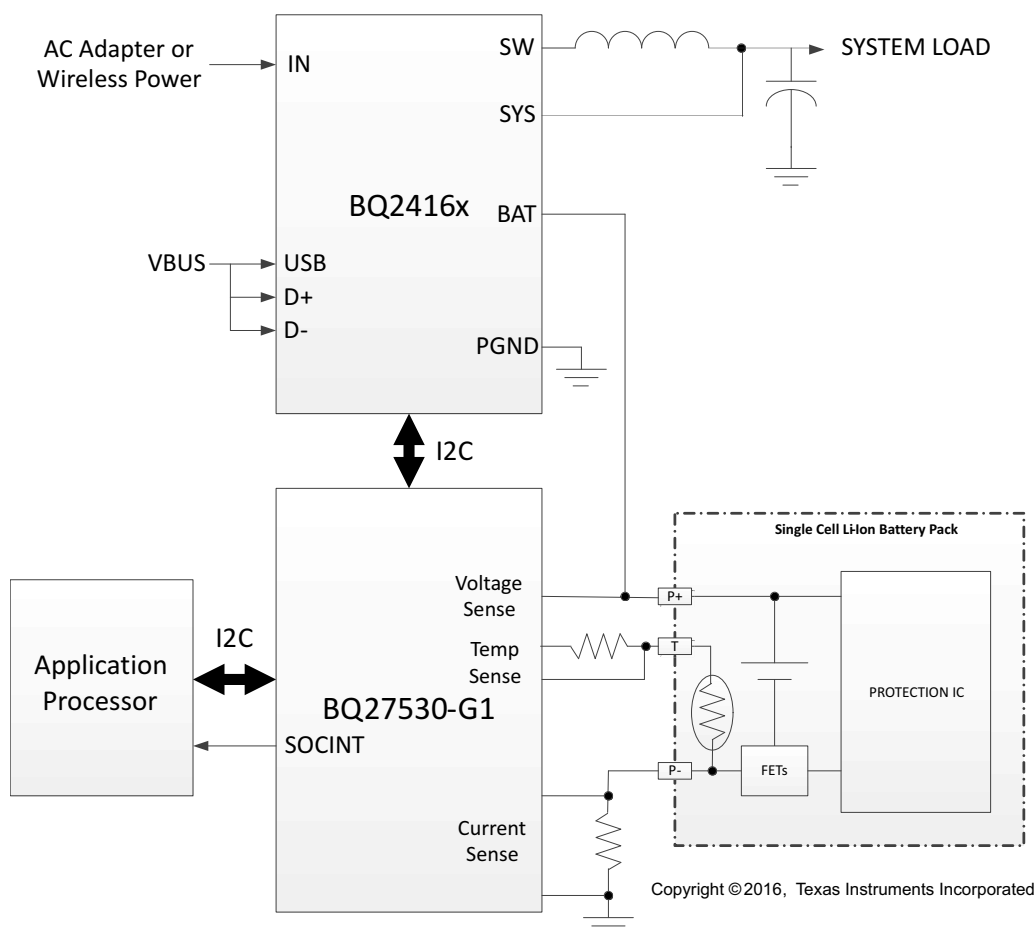 AC Adapter or
Wireless Power
IN
SW
SYSTEM LOAD
SYS
BQ2416x
BAT
VBUS
USB
D+
D-
PGND
I2C
Single Cell Li-Ion Battery Pack
Voltage
Sense
P+
Temp
Sense
T
I2C
Application
Processor
BQ27530-G1
PROTECTION IC
SOCINT
P-
FETs
Current
Sense
Copyright © 2016, Texas Instruments Incorporated